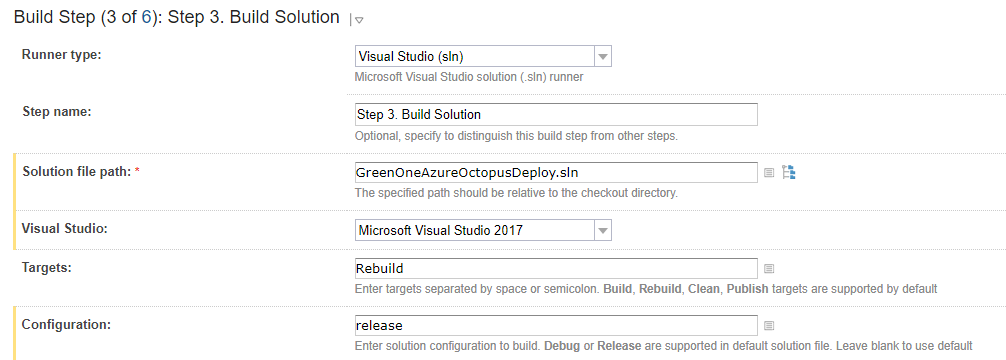 Build Step (3 of 6): Step 3. Build Solution
Runner type:
Visual Studio (sln)
Microsoft Visual Studio solution (.sln) runner
Step name:
Step 3. Build Solution
Optional, specify to distinguish this build step from other steps.
Solution file path: *
GreenOneAzureOctopusDeploy.sln
The specified path should be relative to the checkout directory.
Visual Studio:
Microsoft Visual Studio 2017
Targets:
Rebuild
Enter targets separated by space or semicolon. Build, Rebuild, Clean, Publish targets are supported by default
Configuration:
release
Enter solution configuration to build. Debug or Release are supported in default solution file. Leave blank to use default